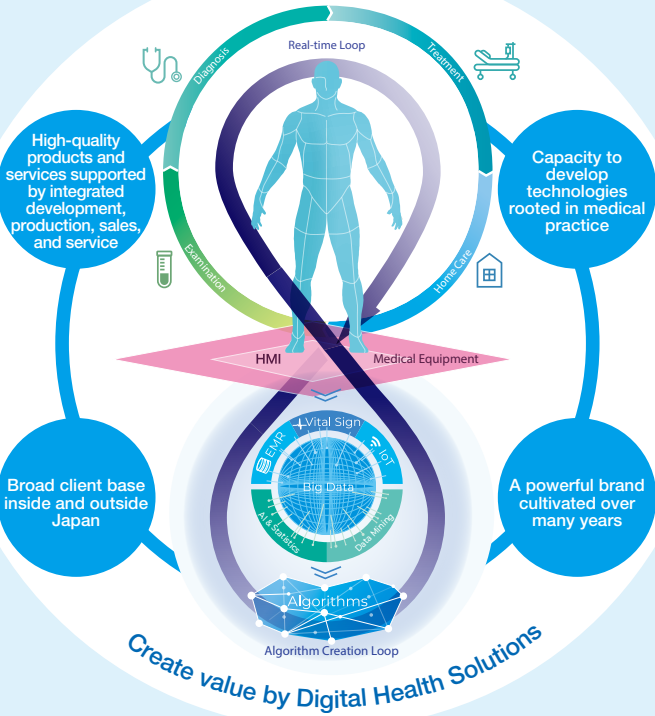 Real-time Loop
Diagnosis
Treatment
High-quality
products and
services supported
by integrated
development,
production, sales,
and service
Capacity to
develop
technologies
rooted in medical
practice
Examination
Home Care
HMI
Medical Equipment
Vital Sign
EMR
IoT
Big Data
AI & Statistics
Data Mining
Broad client base
inside and outside
Japan
A powerful brand
cultivated over
many years
Algorithms
Algorithm Creation Loop
Create value by Digital Health Solutions